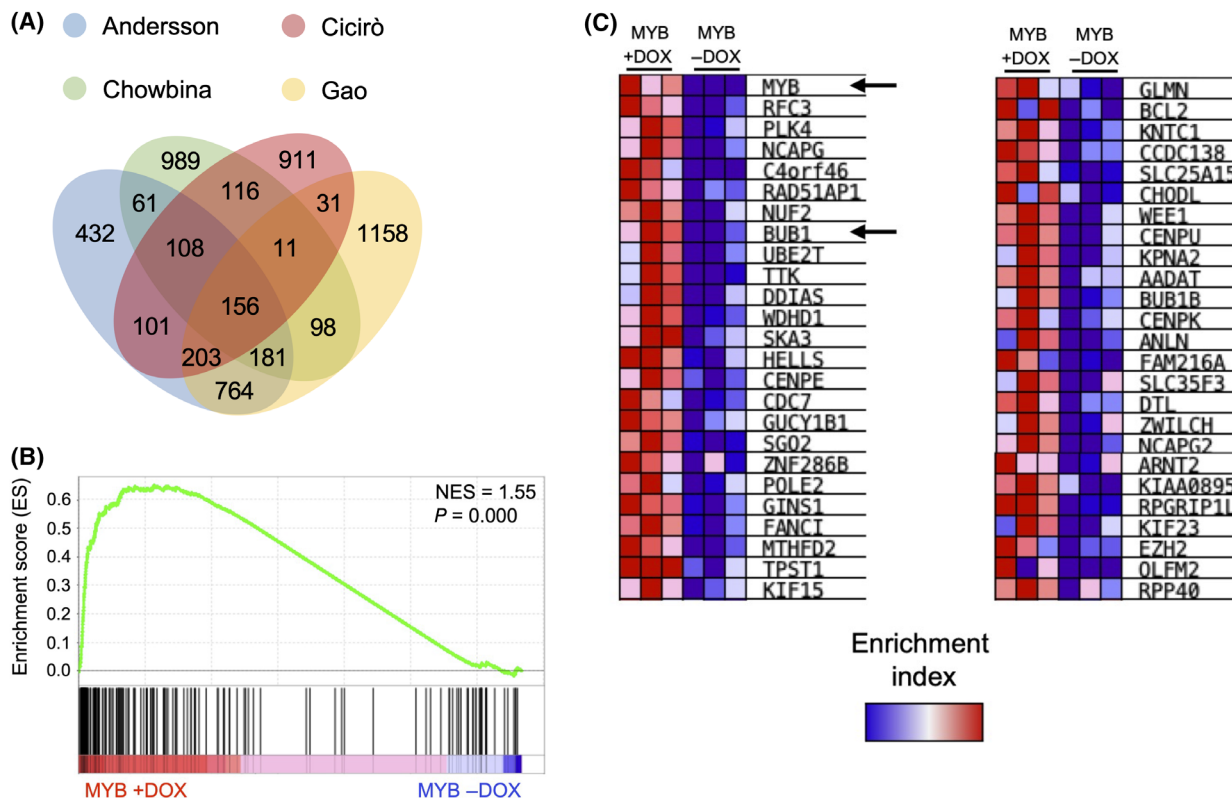 (A)
Andersson
Cicirò
Chowbina
Gao
989
911
61
116
31
432
108
11
1158
156
101
98
203
181
764
(B)
Enrichment score (ES)
0.6
0.5
0.4
0.3
0.2
0.1
0.0
NES = 1.55
P = 0.000
MYB +DOX
MYB –DOX
(C)
MYB
+DOX
MYB
–DOX
MYB
RFC3
PLK4
NCAPG
C4orf46
RAD51AP1
NUF2
BUB1
UBE2T
TTK
DDIAS
WDHD1
SKA3
HELLS
CENPE
CDC7
GUCY1B1
SGO2
ZNF286B
POLE2
GINS1
FANCI
MTHFD2
TPST1
KIF15
MYB
+DOX
MYB
–DOX
GLMN
BCL2
KNTC1
CCDC138
SLC25A15
CHODL
WEE1
CENPU
KPNA2
AADAT
BUB1B
CENPK
ANLN
FAM216A
SLC35F3
DTL
ZWILCH
NCAPG2
ARNT2
KIAA0895
RPGRIP1L
KIF23
EZH2
OLFM2
RPP40
Enrichment
index